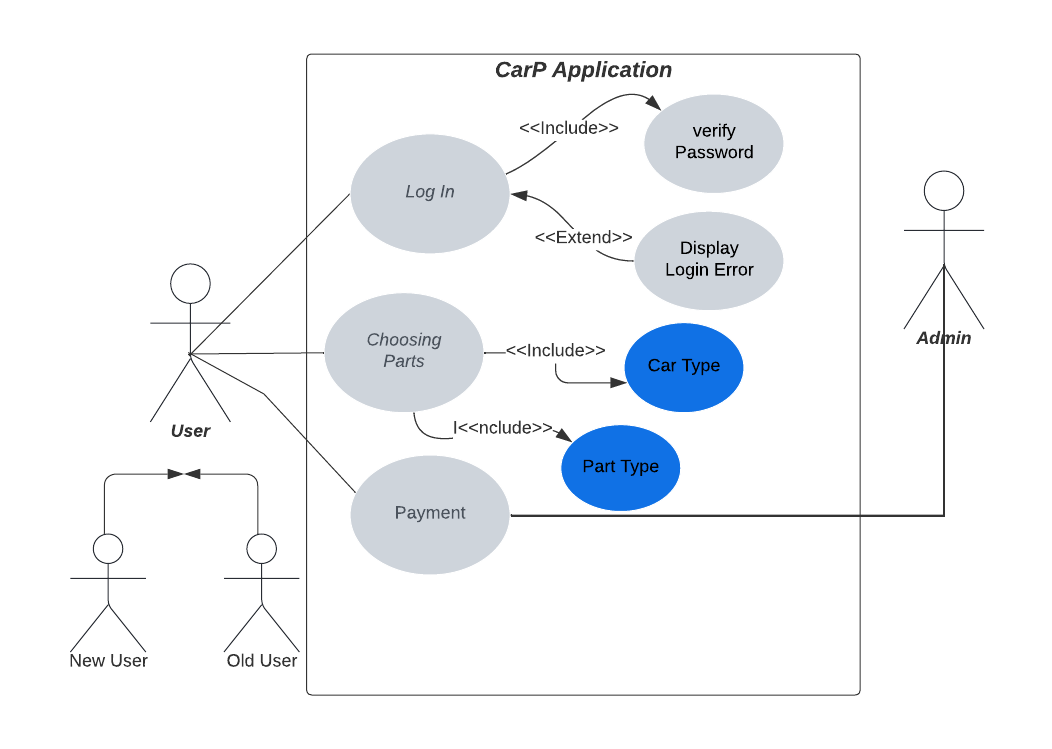 CarP Application
<<Include>>
verify
Password
Log In
<<Extend>>
Display
Login Error
Choosing
Parts
<<Include>>
Car Type
Admin
I<<nclude>>
User
Part Type
Payment
New User
Old User